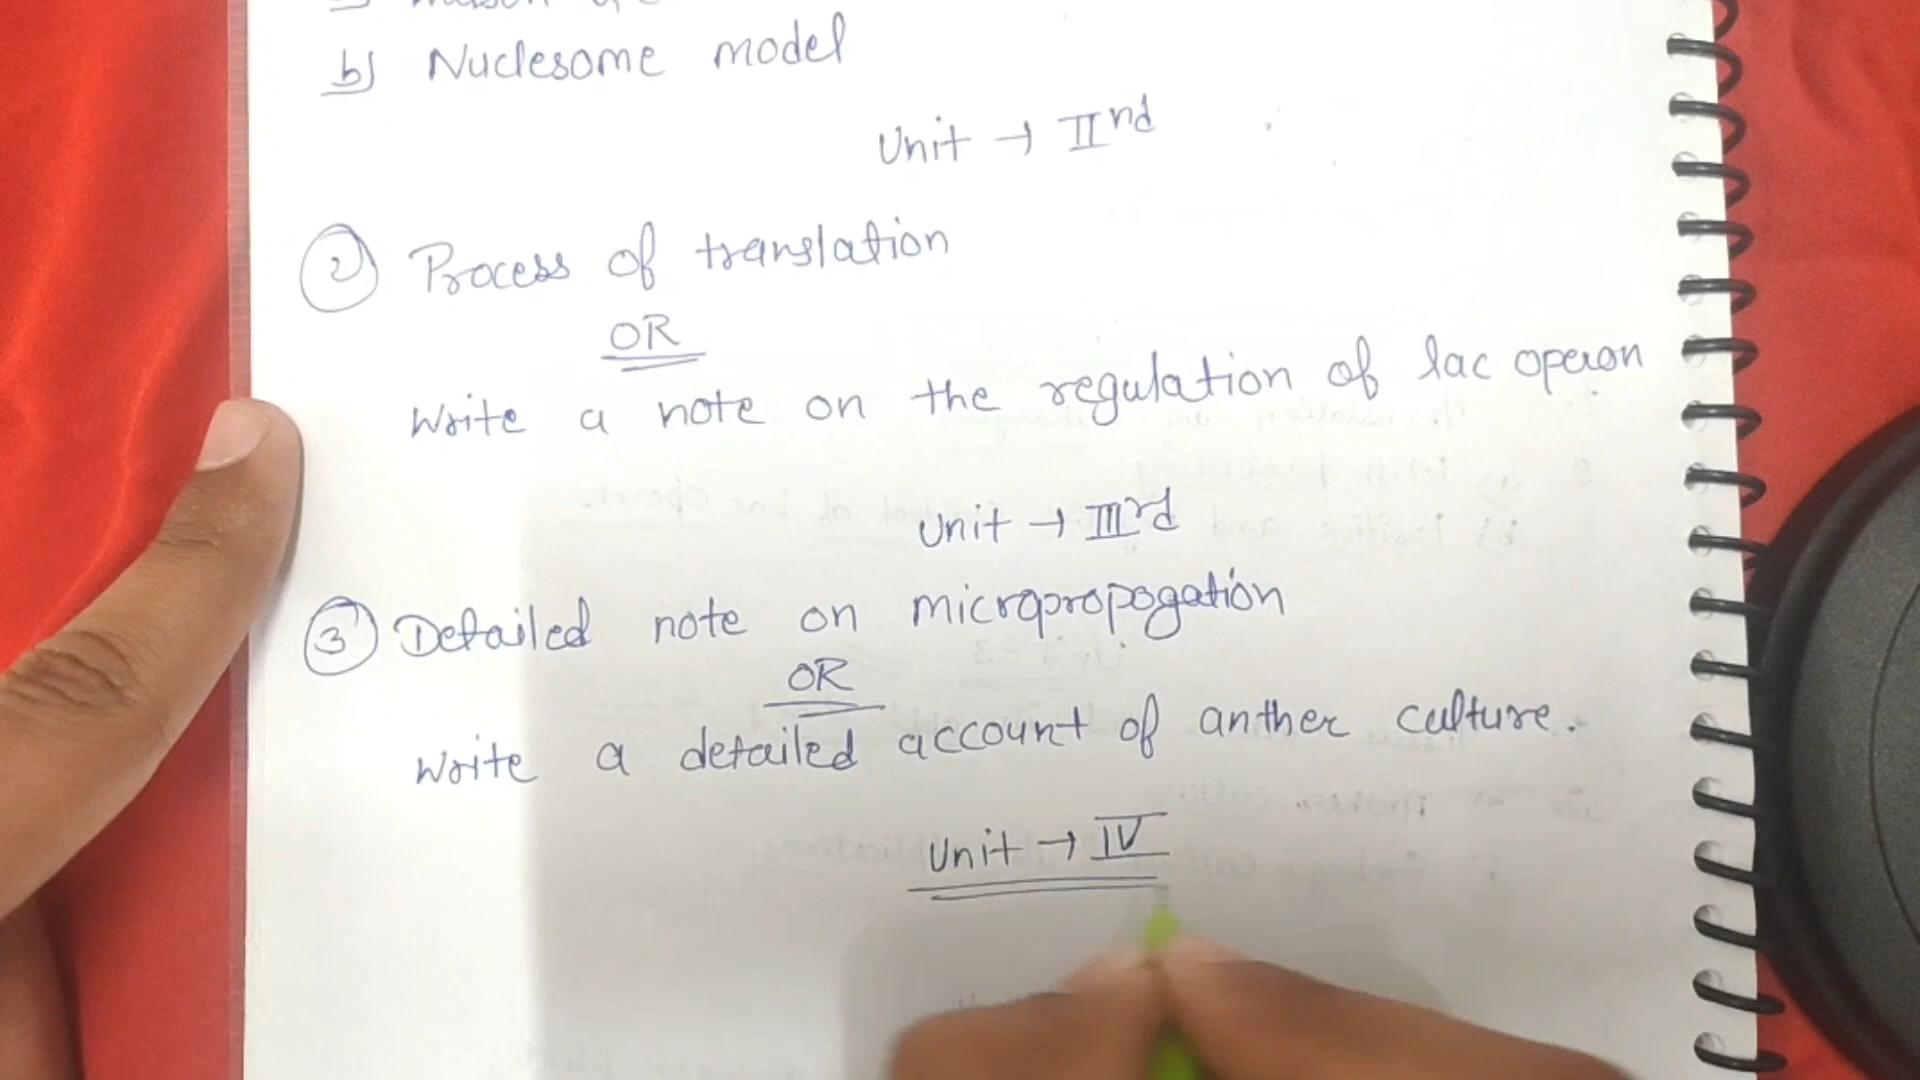 b) Nuclesome model
Unit → IInd
2 Process of translation
OR
Write a note on the regulation of lac operon
Unit → IIIrd
3 Detailed note on micropropogation
OR
Write a detailed account of anther culture.
Unit → IV